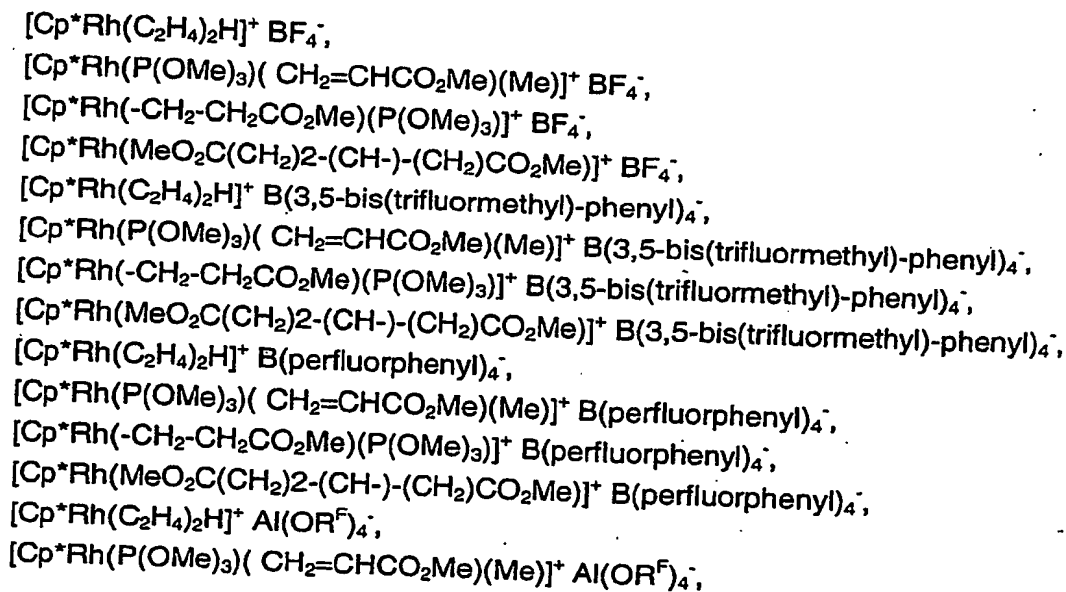 [Cp*Rh(C₂H₄)₂H]⁺ BF₄⁻,
[Cp*Rh(P(OMe)₃)( CH₂=CHCO₂Me)(Me)]⁺ BF₄⁻,
[Cp*Rh(-CH₂-CH₂CO₂Me)(P(OMe)₃)]⁺ BF₄⁻,
[Cp*Rh(MeO₂C(CH₂)2-(CH-)-(CH₂)CO₂Me)]⁺ BF₄⁻,
[Cp*Rh(C₂H₄)₂H]⁺ B(3,5-bis(trifluormethyl)-phenyl)₄⁻,
[Cp*Rh(P(OMe)₃)( CH₂=CHCO₂Me)(Me)]⁺ B(3,5-bis(trifluormethyl)-phenyl)₄⁻,
[Cp*Rh(-CH₂-CH₂CO₂Me)(P(OMe)₃)]⁺ B(3,5-bis(trifluormethyl)-phenyl)₄⁻,
[Cp*Rh(MeO₂C(CH₂)2-(CH-)-(CH₂)CO₂Me)]⁺ B(3,5-bis(trifluormethyl)-phenyl)₄⁻,
[Cp*Rh(C₂H₄)₂H]⁺ B(perfluorphenyl)₄⁻,
[Cp*Rh(P(OMe)₃)( CH₂=CHCO₂Me)(Me)]⁺ B(perfluorphenyl)₄⁻,
[Cp*Rh(-CH₂-CH₂CO₂Me)(P(OMe)₃)]⁺ B(perfluorphenyl)₄⁻,
[Cp*Rh(MeO₂C(CH₂)2-(CH-)-(CH₂)CO₂Me)]⁺ B(perfluorphenyl)₄⁻,
[Cp*Rh(C₂H₄)₂H]⁺ Al(ORᶠ)₄⁻,
[Cp*Rh(P(OMe)₃)( CH₂=CHCO₂Me)(Me)]⁺ Al(ORᶠ)₄⁻,